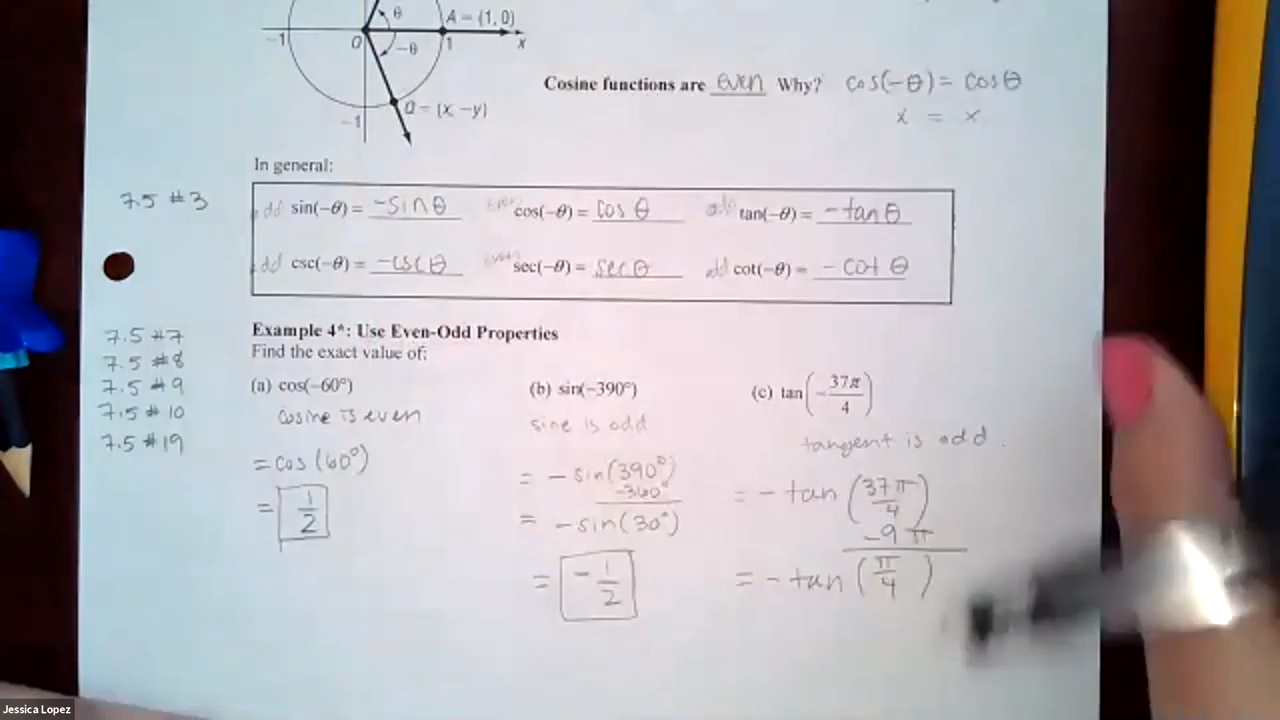 θ
A = (1, 0)
-1
O
-θ
1
x
Q = (x, -y)
-1
Cosine functions are even Why? cos(-θ) = cos θ
x = x
In general:
7.5 #3
odd sin(-θ) = -sin θ even cos(-θ) = cos θ odd tan(-θ) = -tan θ
odd csc(-θ) = -csc θ even sec(-θ) = sec θ odd cot(-θ) = -cot θ
7.5 #7
7.5 #8
7.5 #9
7.5 #10
7.5 #19
Example 4*: Use Even-Odd Properties
Find the exact value of:
(a) cos(-60°)
cosine is even
= cos(60°)
= 1/2
(b) sin(-390°)
sine is odd
= - sin(390°)
-360°
= - sin(30°)
= -1/2
(c) tan(-37π/4)
tangent is odd.
= - tan(37π/4)
-9π
= - tan(π/4)
Jessica Lopez